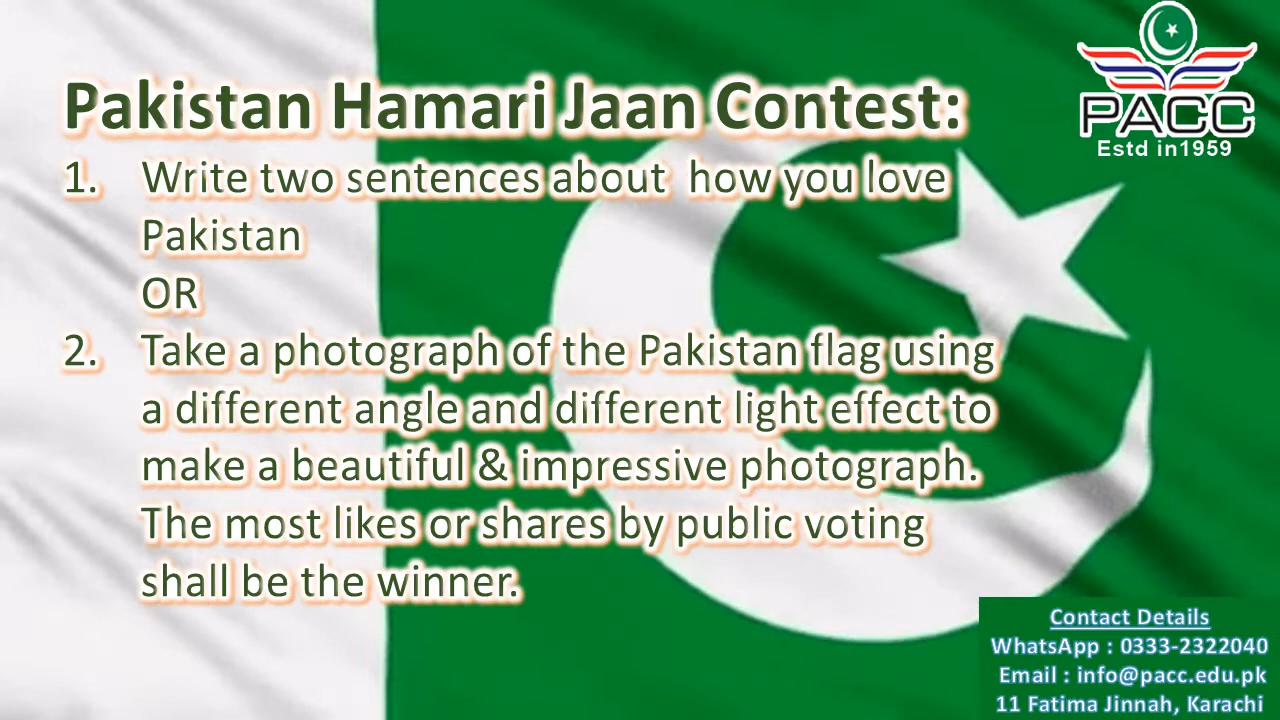 PACC
Estd in1959
Pakistan Hamari Jaan Contest:
1. Write two sentences about how you love
Pakistan
OR
2. Take a photograph of the Pakistan flag using
a different angle and different light effect to
make a beautiful & impressive photograph.
The most likes or shares by public voting
shall be the winner.
Contact Details
WhatsApp : 0333-2322040
Email : info@pacc.edu.pk
11 Fatima Jinnah, Karachi